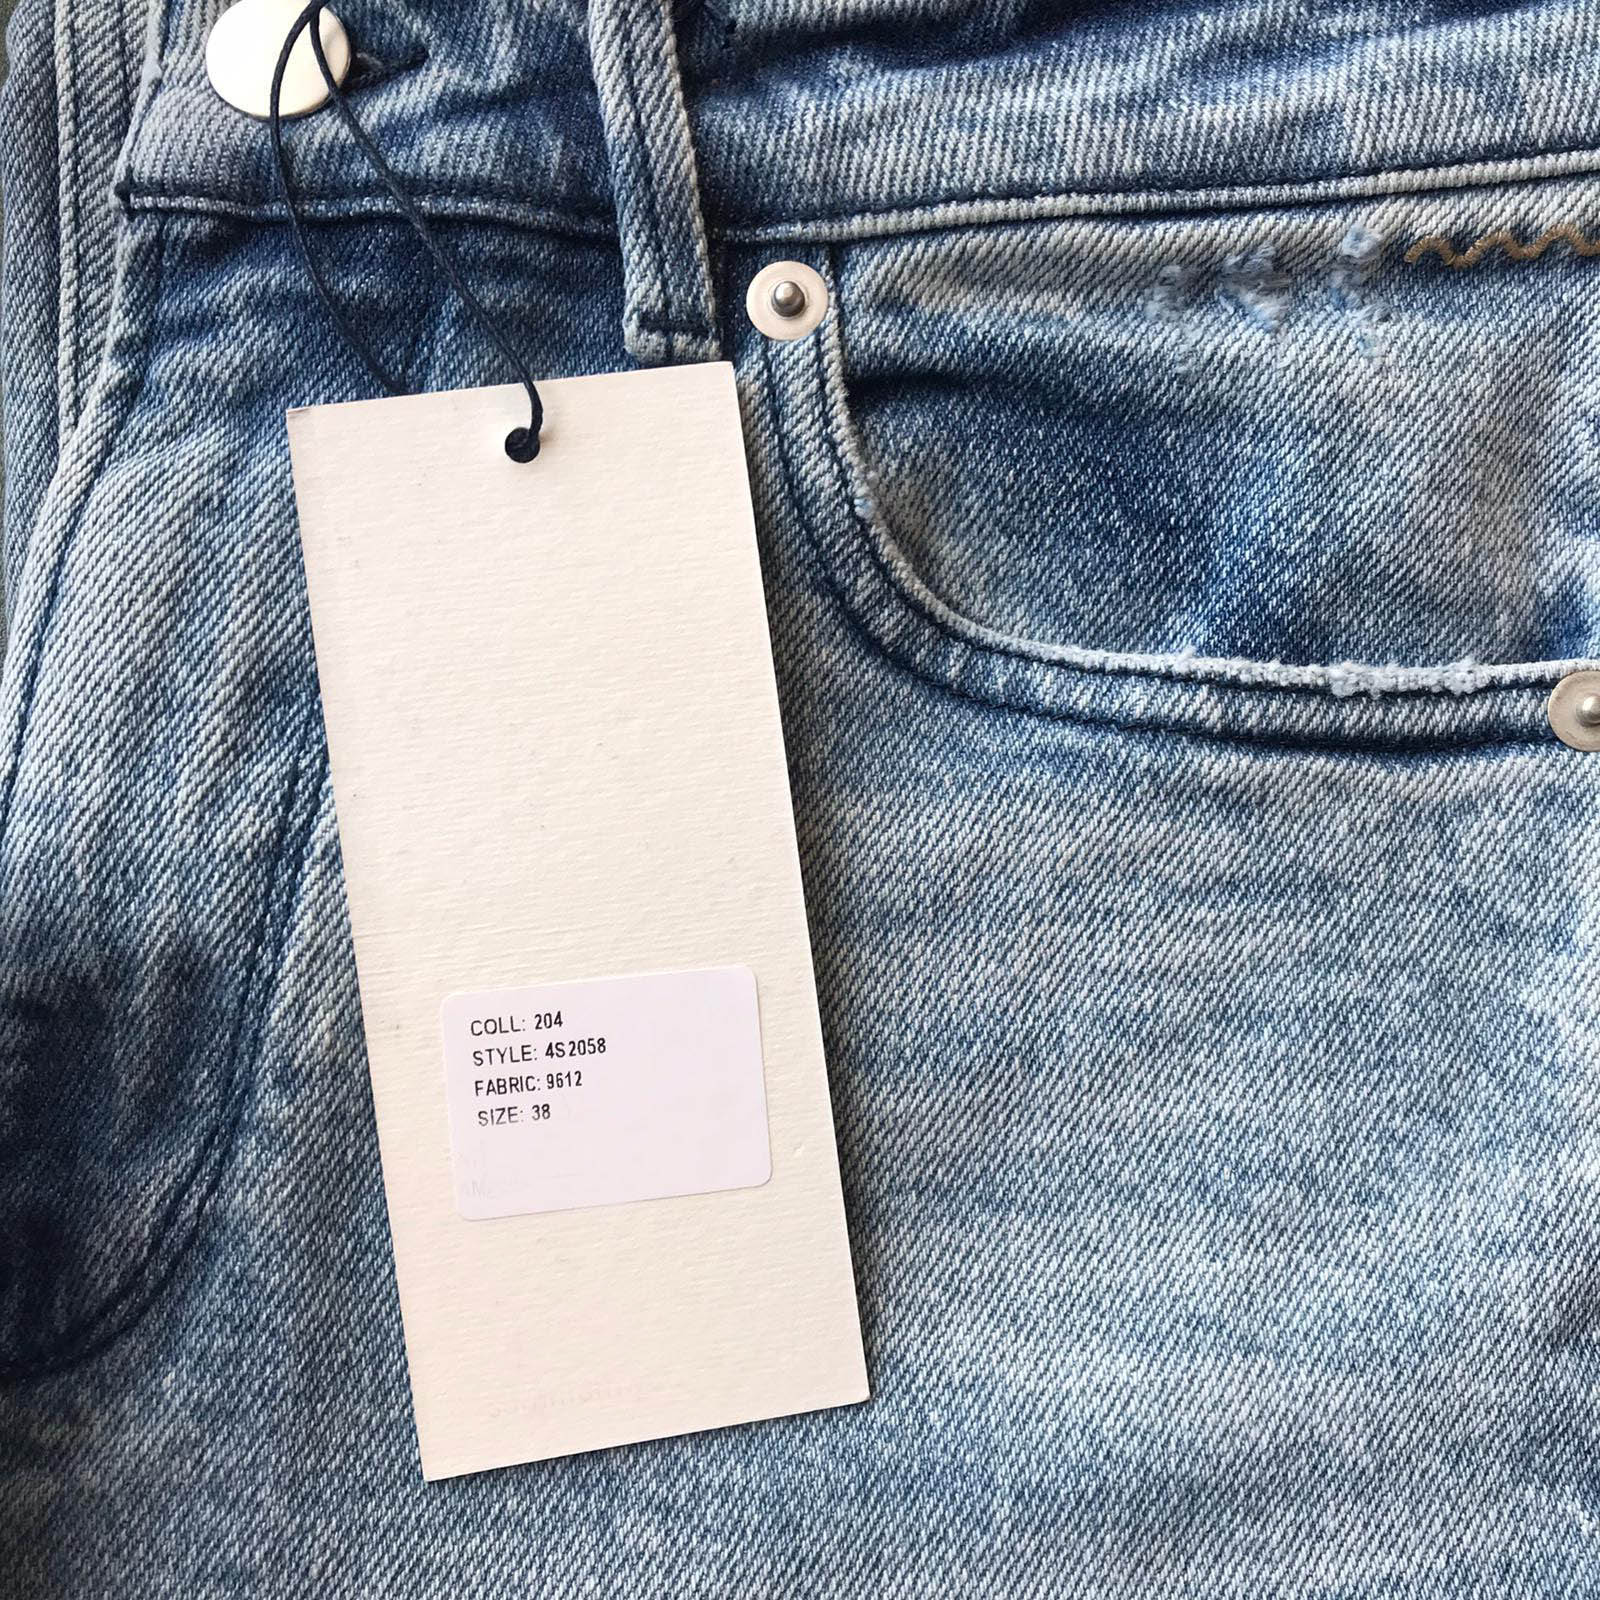 COLL: 204
STYLE: 4S2058
FABRIC: 9612
SIZE: 38